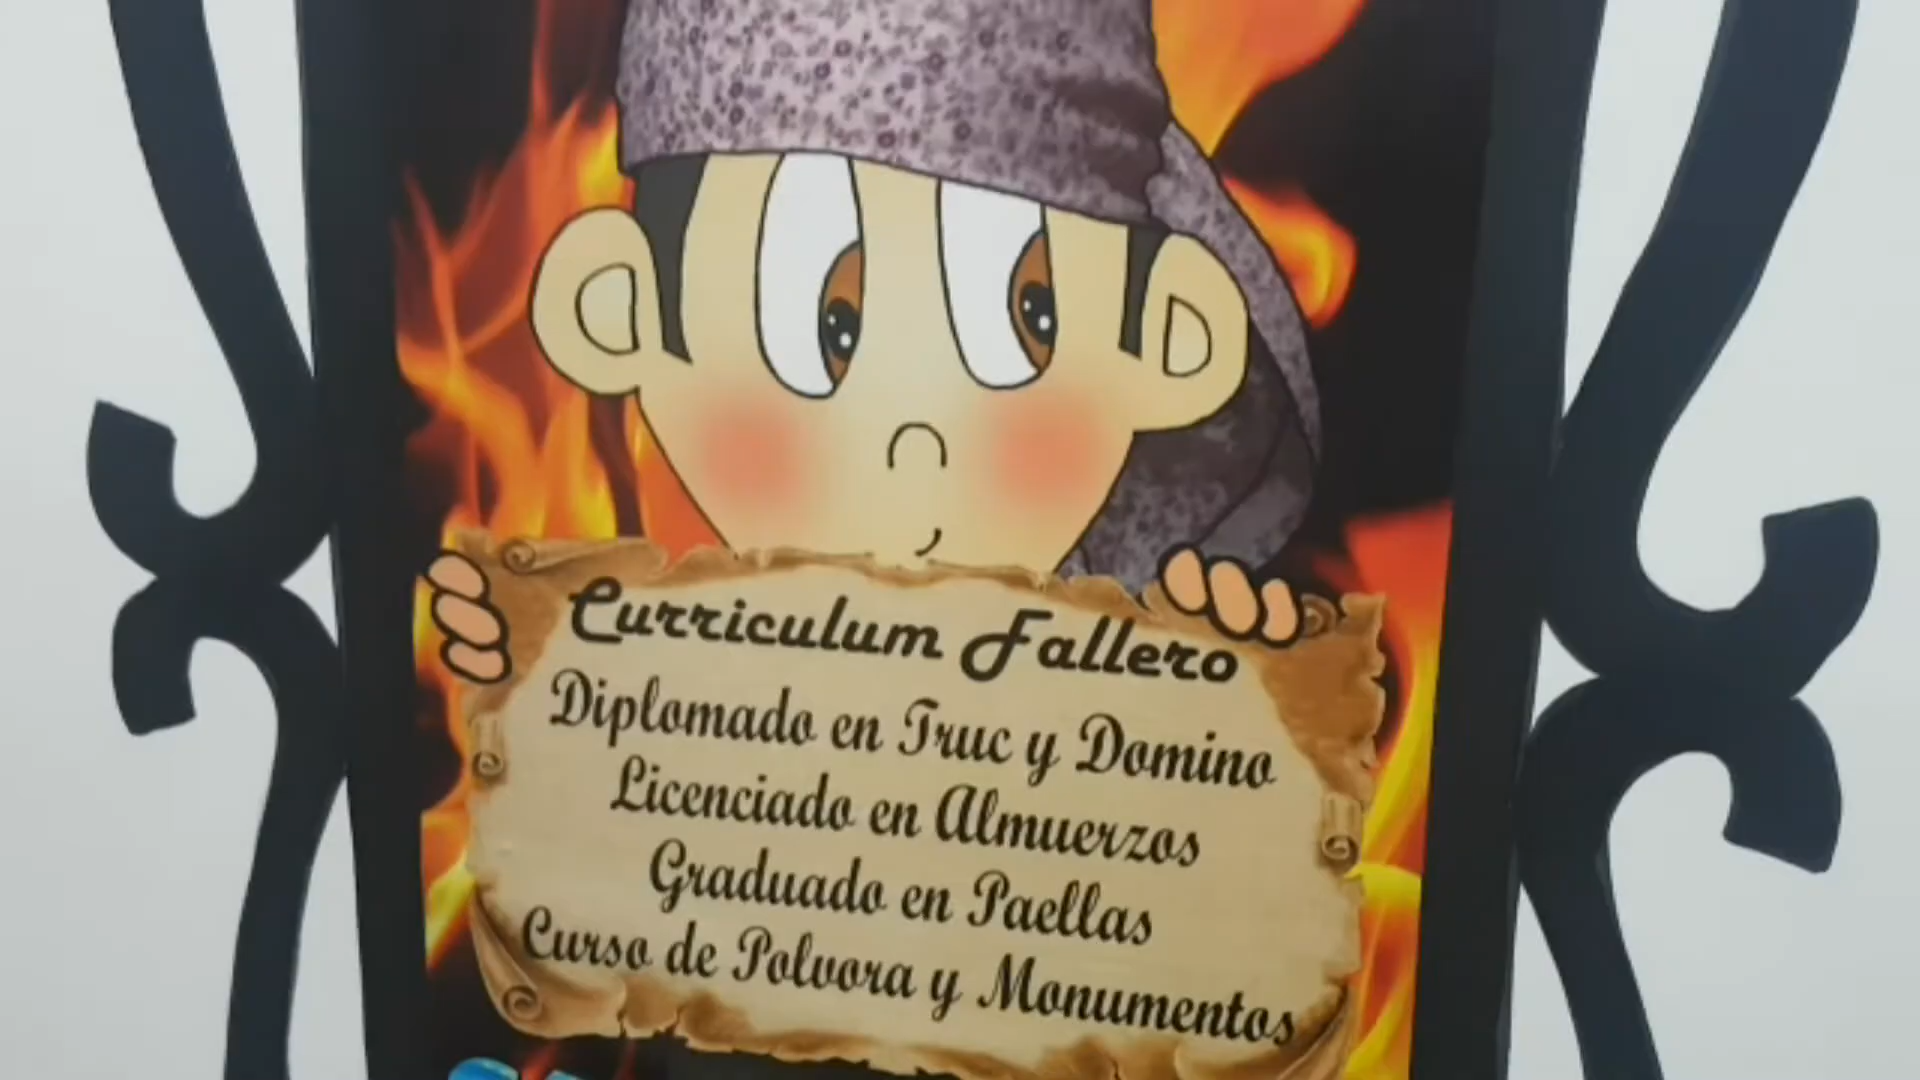 Curriculum Fallero
Diplomado en Truc y Domino
Licenciado en Almuerzos
Graduado en Paellas
Curso de Polvora y Monumentos